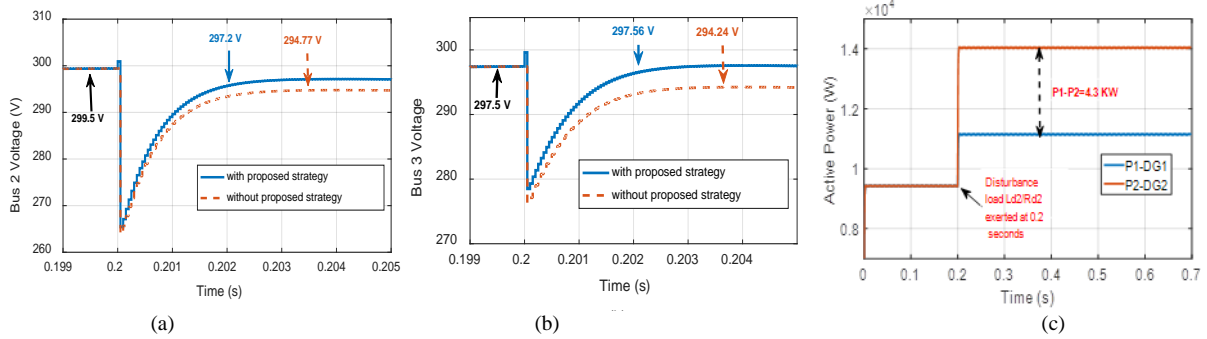 310
300
290
280
270
260
Bus 2 Voltage (V)
297.2 V
294.77 V
299.5 V
with proposed strategy
without proposed strategy
0.199 0.2 0.201 0.202 0.203 0.204 0.205
Time (s)
(a)
300
290
280
270
Bus 3 Voltage
297.56 V
294.24 V
297.5 V
with proposed strategy
without proposed strategy
0.199 0.2 0.201 0.202 0.203 0.204
Time (s)
(b)
×10⁴
1.4
1.2
1
0.8
Active Power (W)
P1-P2=4.3 KW
P1-DG1
P2-DG2
Disturbance
load Ld2/Rd2
exerted at 0.2
seconds
0 0.1 0.2 0.3 0.4 0.5 0.6 0.7
Time (s)
(c)